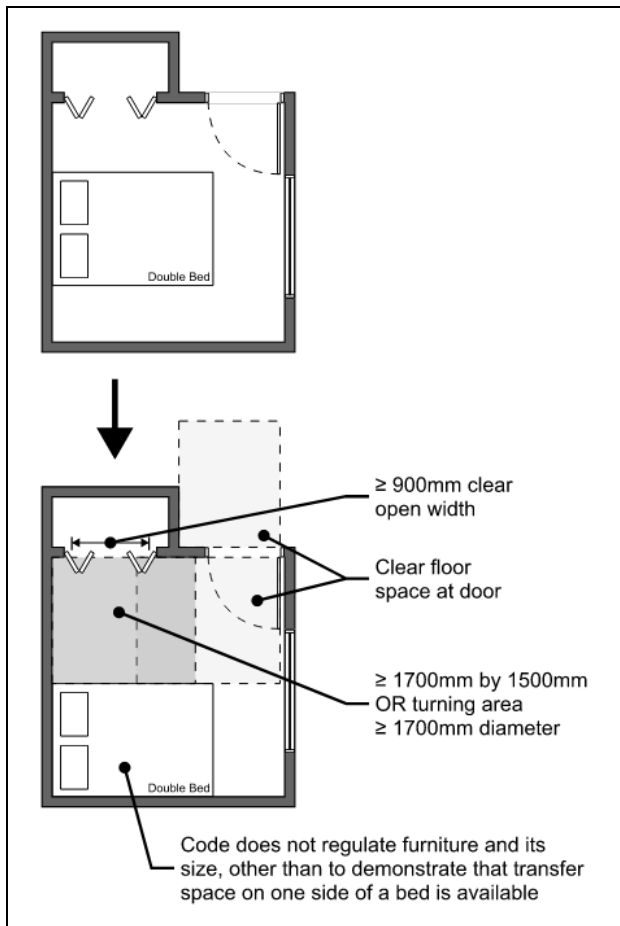 Double Bed
≥ 900mm clear
open width
Clear floor
space at door
≥ 1700mm by 1500mm
OR turning area
≥ 1700mm diameter
Double Bed
Code does not regulate furniture and its
size, other than to demonstrate that transfer
space on one side of a bed is available